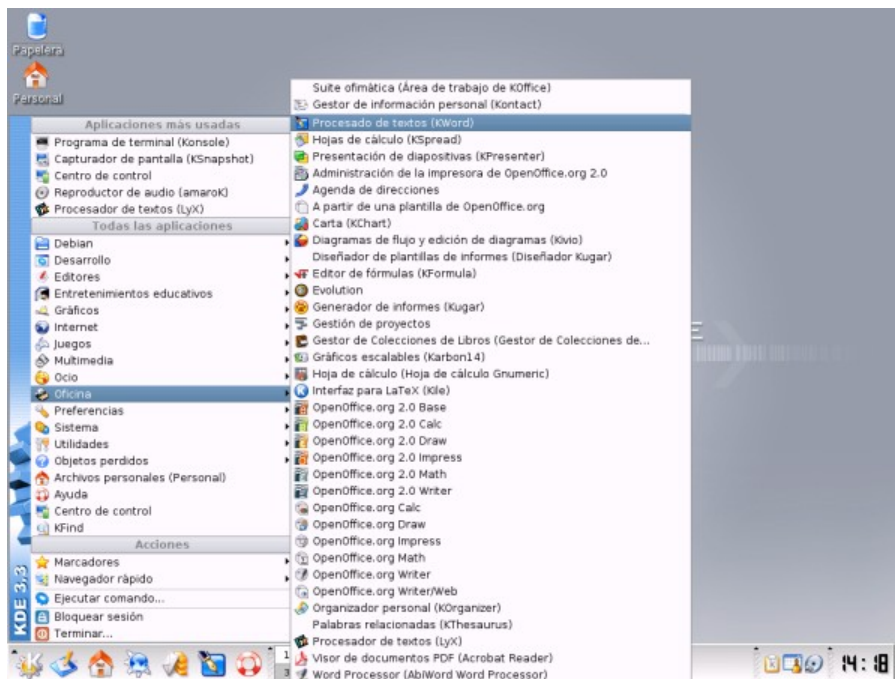 Papelera
Personal
Aplicaciones más usadas
Programa de terminal (Konsole)
Capturador de pantalla (KSnapshot)
Centro de control
Reproductor de audio (amaroK)
Procesador de textos (LyX)
Todas las aplicaciones
Debian
Desarrollo
Editores
Entretenimientos educativos
Gráficos
Internet
Juegos
Multimedia
Ocio
Oficina
Preferencias
Sistema
Utilidades
Objetos perdidos
Archivos personales (Personal)
Ayuda
Centro de control
KFind
Acciones
Marcadores
Navegador rápido
Ejecutar comando...
Bloquear sesión
Terminar...
KDE 3.3
Suite ofimática (Área de trabajo de KOffice)
Gestor de información personal (Kontact)
Procesado de textos (KWord)
Hojas de cálculo (KSpread)
Presentación de diapositivas (KPresenter)
Administración de la impresora de OpenOffice.org 2.0
Agenda de direcciones
A partir de una plantilla de OpenOffice.org
Carta (KChart)
Diagramas de flujo y edición de diagramas (Kivio)
Diseñador de plantillas de informes (Diseñador Kugar)
Editor de fórmulas (KFormula)
Evolution
Generador de informes (Kugar)
Gestión de proyectos
Gestor de Colecciones de Libros (Gestor de Colecciones de...
Gráficos escalables (Karbon14)
Hoja de cálculo (Hoja de cálculo Gnumeric)
Interfaz para LaTeX (Kile)
OpenOffice.org 2.0 Base
OpenOffice.org 2.0 Calc
OpenOffice.org 2.0 Draw
OpenOffice.org 2.0 Impress
OpenOffice.org 2.0 Math
OpenOffice.org 2.0 Writer
OpenOffice.org Calc
OpenOffice.org Draw
OpenOffice.org Impress
OpenOffice.org Math
OpenOffice.org Writer
OpenOffice.org Writer/Web
Organizador personal (KOrganizer)
Palabras relacionadas (KThesaurus)
Procesador de textos (LyX)
Visor de documentos PDF (Acrobat Reader)
Word Processor (AbiWord Word Processor)
E
1
3
14:18